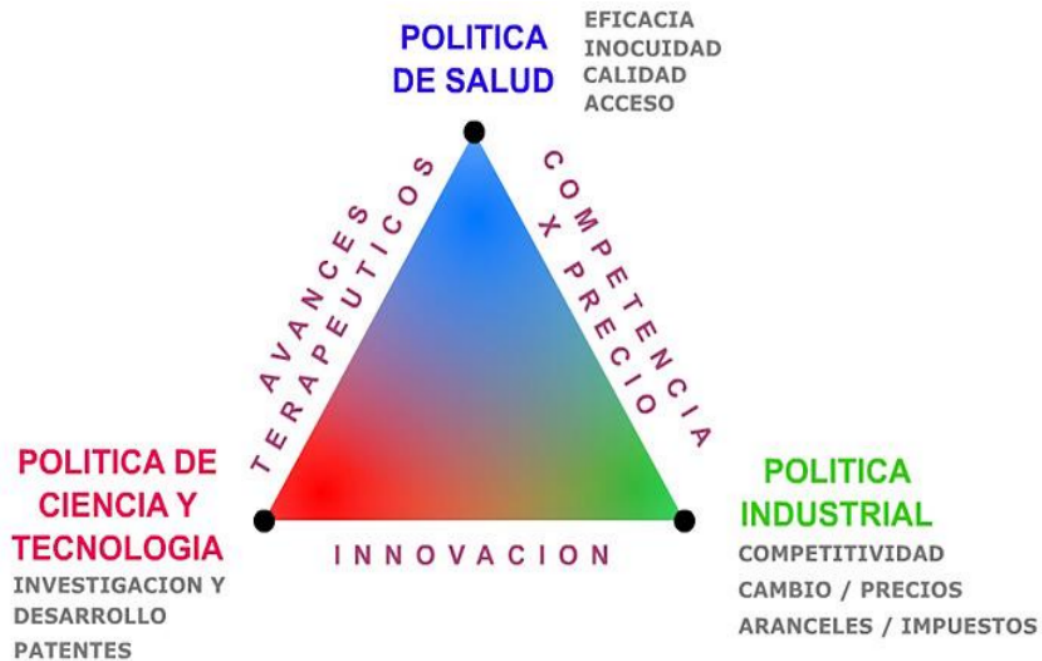 POLITICA
DE SALUD
EFICACIA
INOCUIDAD
CALIDAD
ACCESO
AVANCES
TERAPEUTICOS
COMPETENCIA
X PRECIO
POLITICA DE
CIENCIA Y
TECNOLOGIA
INVESTIGACION Y
DESARROLLO
PATENTES
INNOVACION
POLITICA
INDUSTRIAL
COMPETITIVIDAD
CAMBIO / PRECIOS
ARANCELES / IMPUESTOS